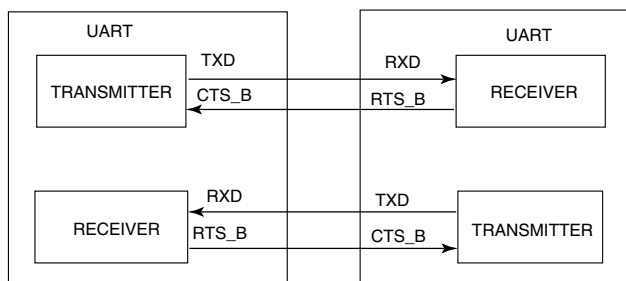 UART UART
TXD RXD
TRANSMITTER CTS_B RTS_B RECEIVER
RXD TXD
RECEIVER RTS_B CTS_B TRANSMITTER